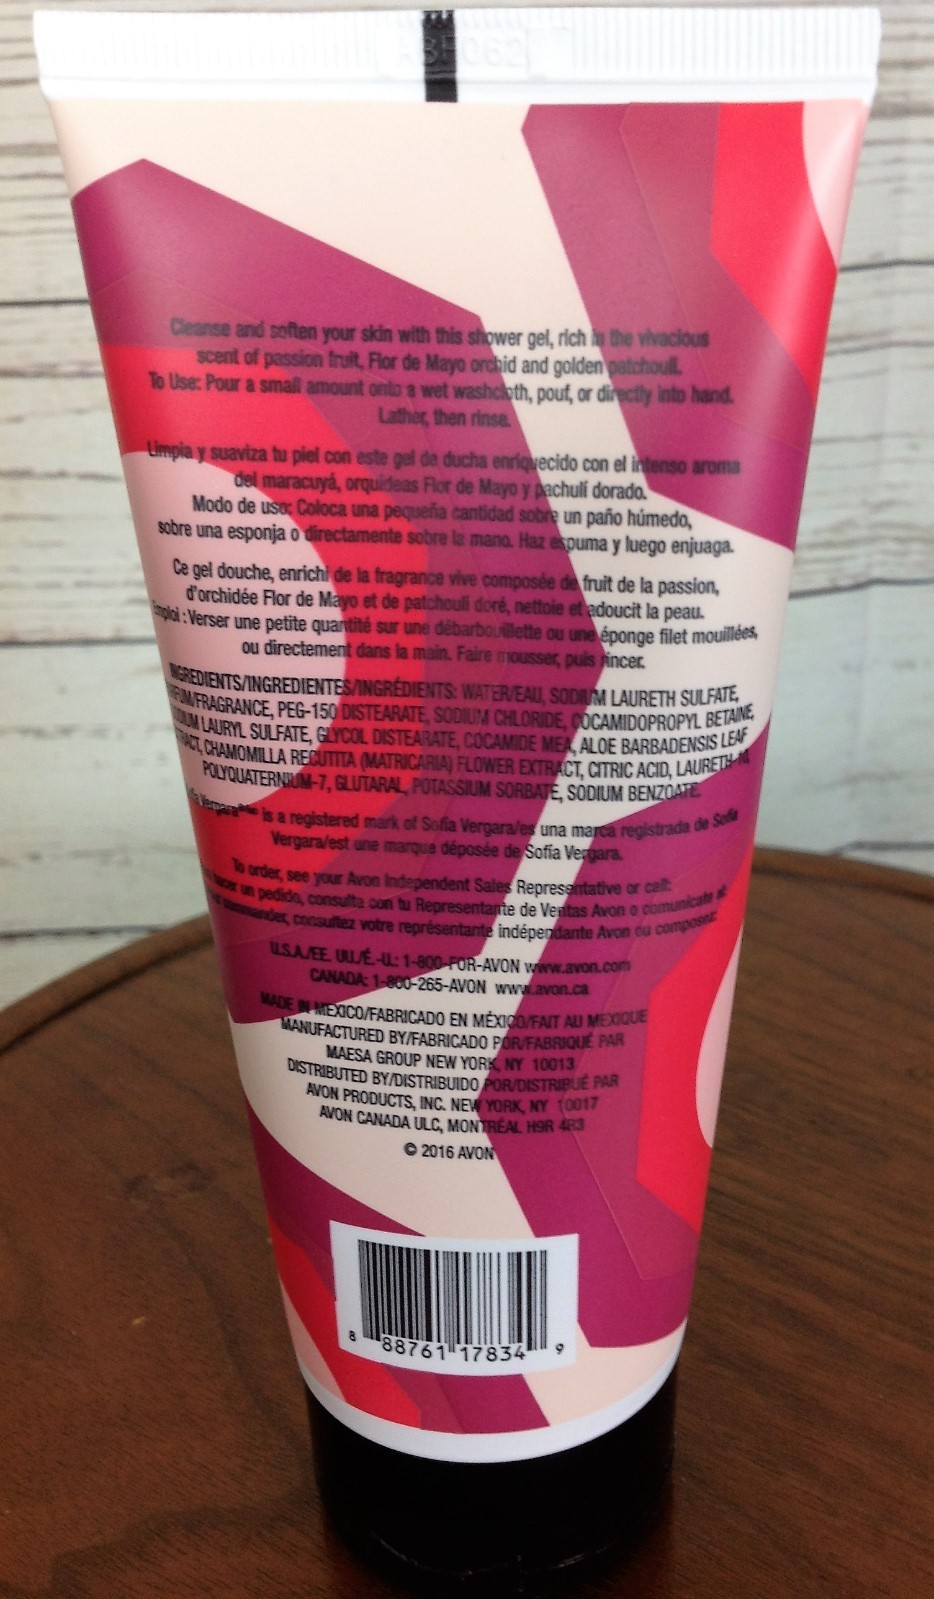 Cleanse and soften your skin with this shower gel, rich in the vivacious
scent of passion fruit, Flor de Mayo orchid and golden patchouli.
To Use: Pour a small amount onto a wet washcloth, pouf, or directly into hand.
Lather, then rinse.
Limpia y suaviza tu piel con este gel de ducha enriquecido con el intenso aroma
del maracuyá, orquídeas Flor de Mayo y pachulí dorado.
Modo de uso: Coloca una pequeña cantidad sobre un paño húmedo,
sobre una esponja o directamente sobre la mano. Haz espuma y luego enjuaga.
Ce gel douche, enrichi de la fragrance vive composée de fruit de la passion,
d'orchidée Flor de Mayo et de patchouli doré, nettoie et adoucit la peau.
Emploi : Verser une petite quantité sur une débarbouillette ou une éponge filet mouillées,
ou directement dans la main. Faire mousser, puis rincer.
INGREDIENTS/INGREDIENTES/INGRÉDIENTS: WATER/EAU, SODIUM LAURETH SULFATE,
/FRAGRANCE, PEG-150 DISTEARATE, SODIUM CHLORIDE, COCAMIDOPROPYL BETAINE,
LAURYL SULFATE, GLYCOL DISTEARATE, COCAMIDE MEA, ALOE BARBADENSIS LEAF
CHAMOMILLA RECUTITA (MATRICARIA) FLOWER EXTRACT, CITRIC ACID,
POLYQUATERNIUM-7, GLUTARAL, POTASSIUM SORBATE, SODIUM BENZOATE.
Vergara is a registered mark of Sofía Vergara/es una marca registrada de Sofía
Vergara/est une marque déposée de Sofía Vergara.
To order, see your Avon Independent Sales Representative or call:
hacer un pedido, consulta con tu Representante de Ventas Avon o comunícate al
commander, consultez votre représentante indépendante Avon ou composez:
U.S.A./EE. UU./É.-U.: 1-800-FOR-AVON www.avon.com
CANADA: 1-800-265-AVON www.avon.ca
MADE IN MEXICO/FABRICADO EN MÉXICO/FAIT AU MEXIQUE
MANUFACTURED BY/FABRICADO POR/FABRIQUÉ PAR
MAESA GROUP NEW YORK, NY 10013
DISTRIBUTED BY/DISTRIBUIDO POR/DISTRIBUÉ PAR
AVON PRODUCTS, INC. NEW YORK, NY 10017
AVON CANADA ULC, MONTRÉAL H9R 4R3
© 2016 AVON
8 88761 17834 9